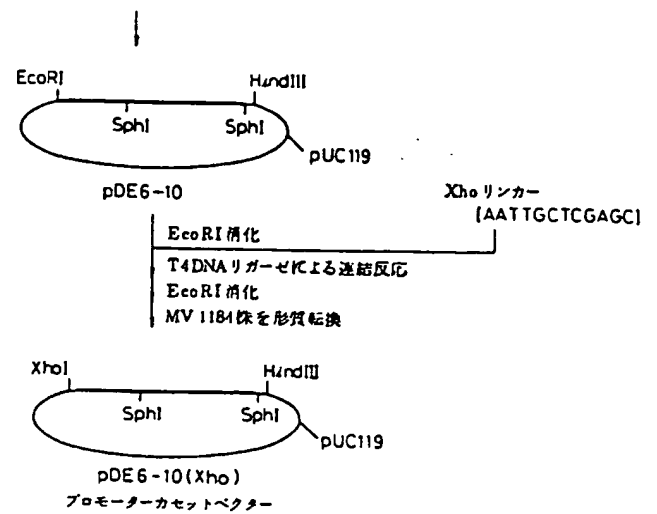 EcoRI
HindIII
SphI
SphI
pUC119
pDE6-10
Xhoリンカー
[AATTGCTCGAGC]
EcoRI消化
T4DNAリガーゼによる連結反応
EcoRI消化
MV 1184株を形質転換
XhoI
HindIII
SphI
SphI
pUC119
pDE6-10(Xho)
プロモーターカセットベクター